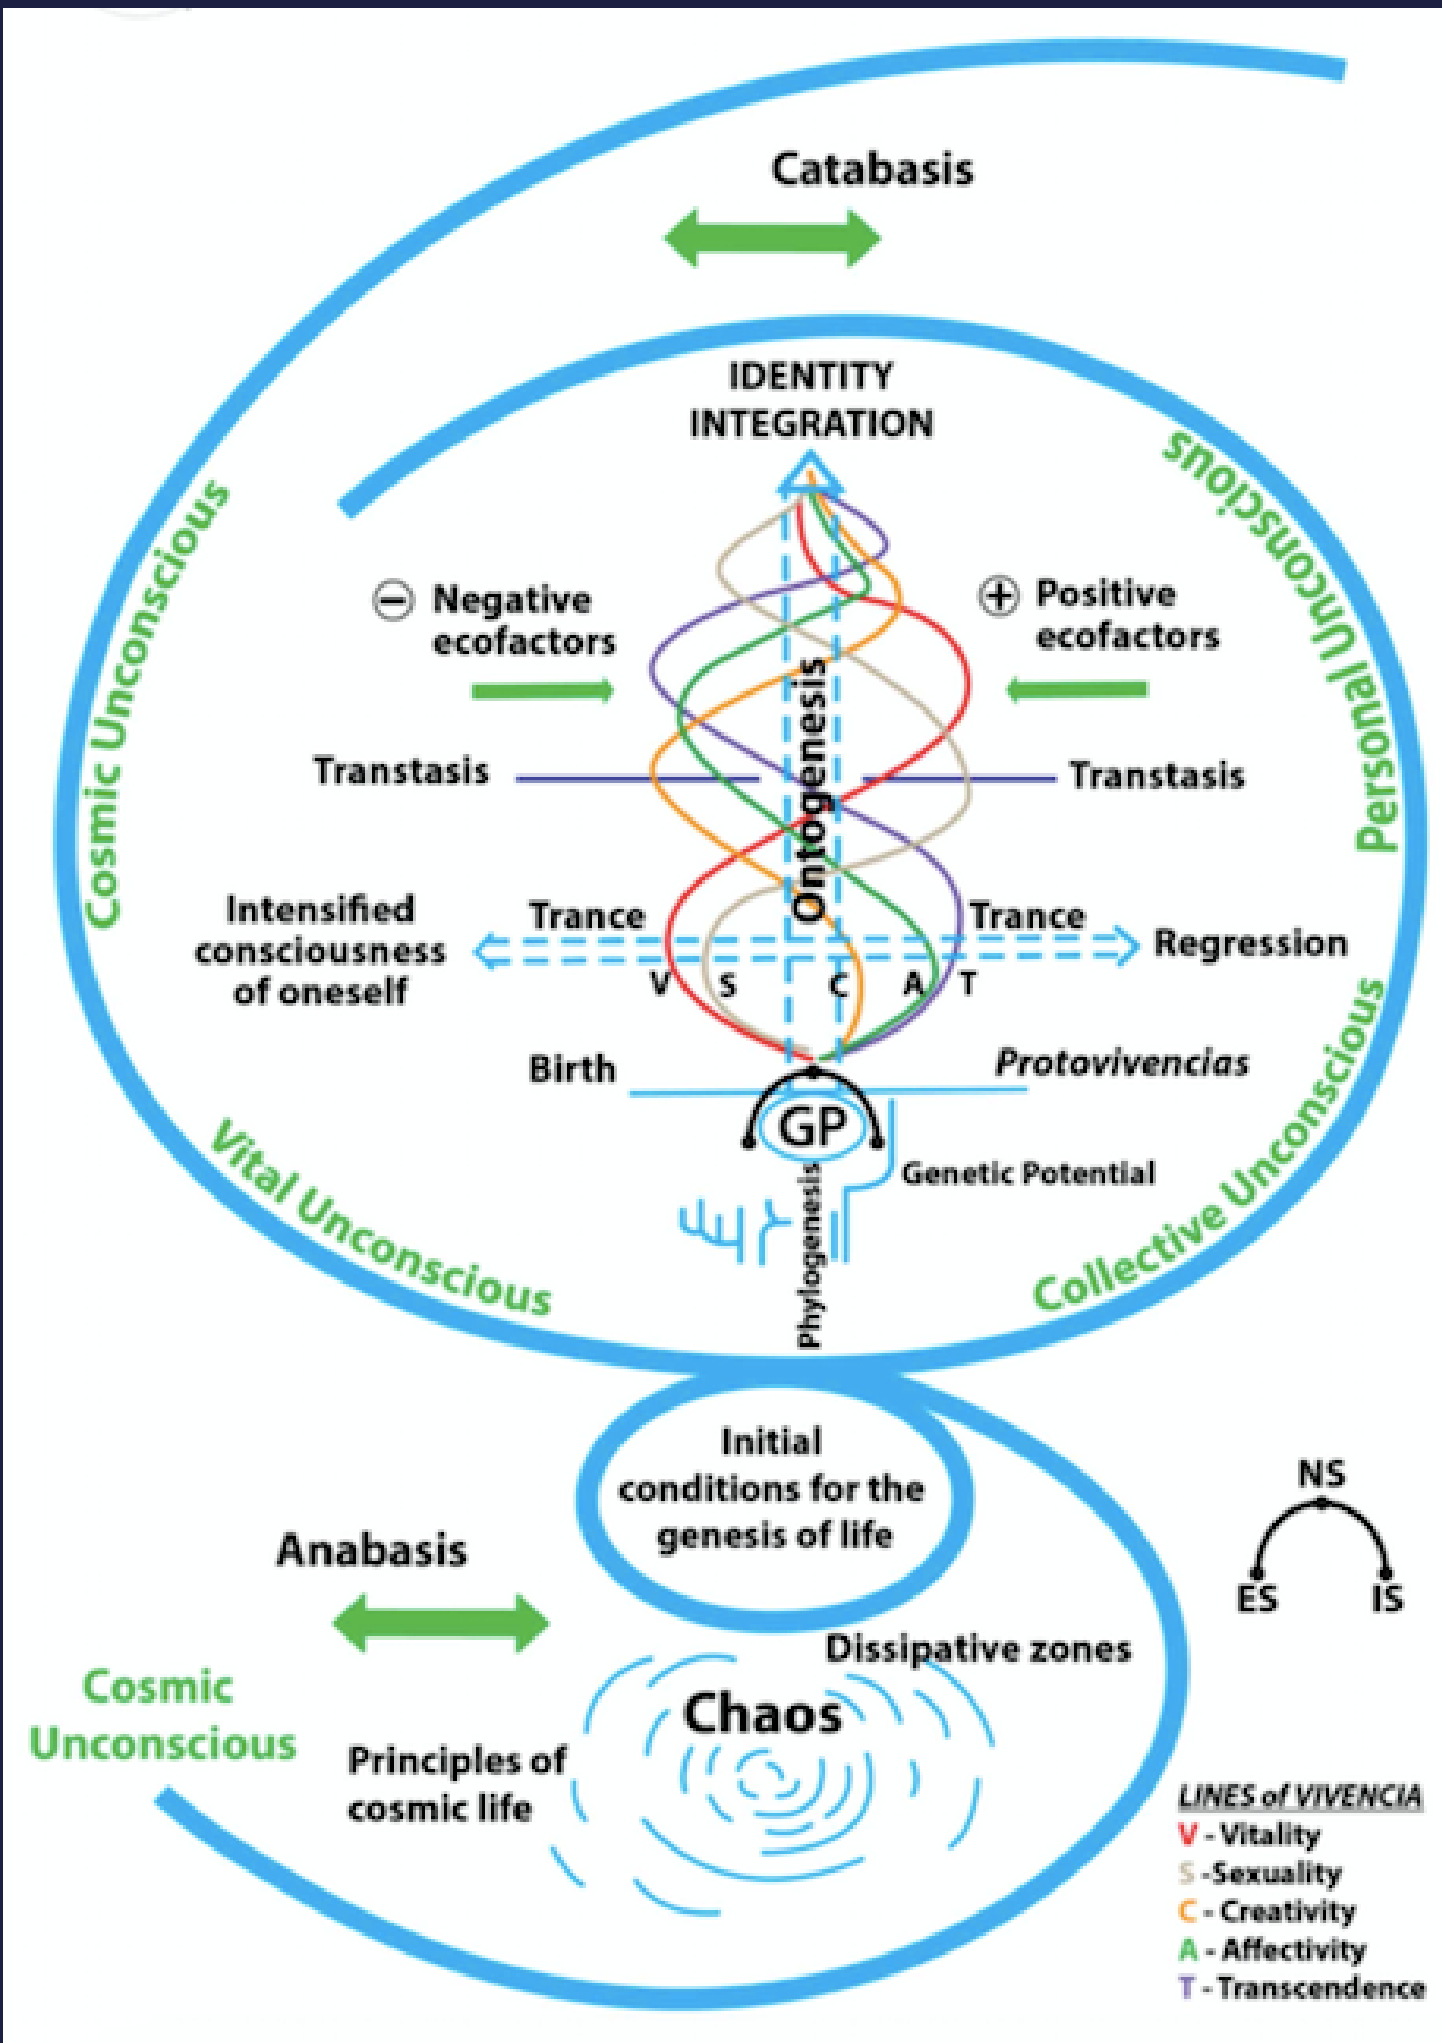 Catabasis
IDENTITY
INTEGRATION
Cosmic Unconscious
Personal Unconscious
− Negative
ecofactors
+ Positive
ecofactors
Ontogenesis
Transtasis
Transtasis
Intensified
consciousness
of oneself
Trance
Trance
Regression
V S C A T
Birth
Protovivencias
GP
Genetic Potential
Phylogenesis
Vital Unconscious
Collective Unconscious
Initial
conditions for the
genesis of life
Anabasis
NS
ES IS
Dissipative zones
Cosmic
Unconscious
Chaos
Principles of
cosmic life
LINES of VIVENCIA
V - Vitality
S -Sexuality
C - Creativity
A - Affectivity
T - Transcendence